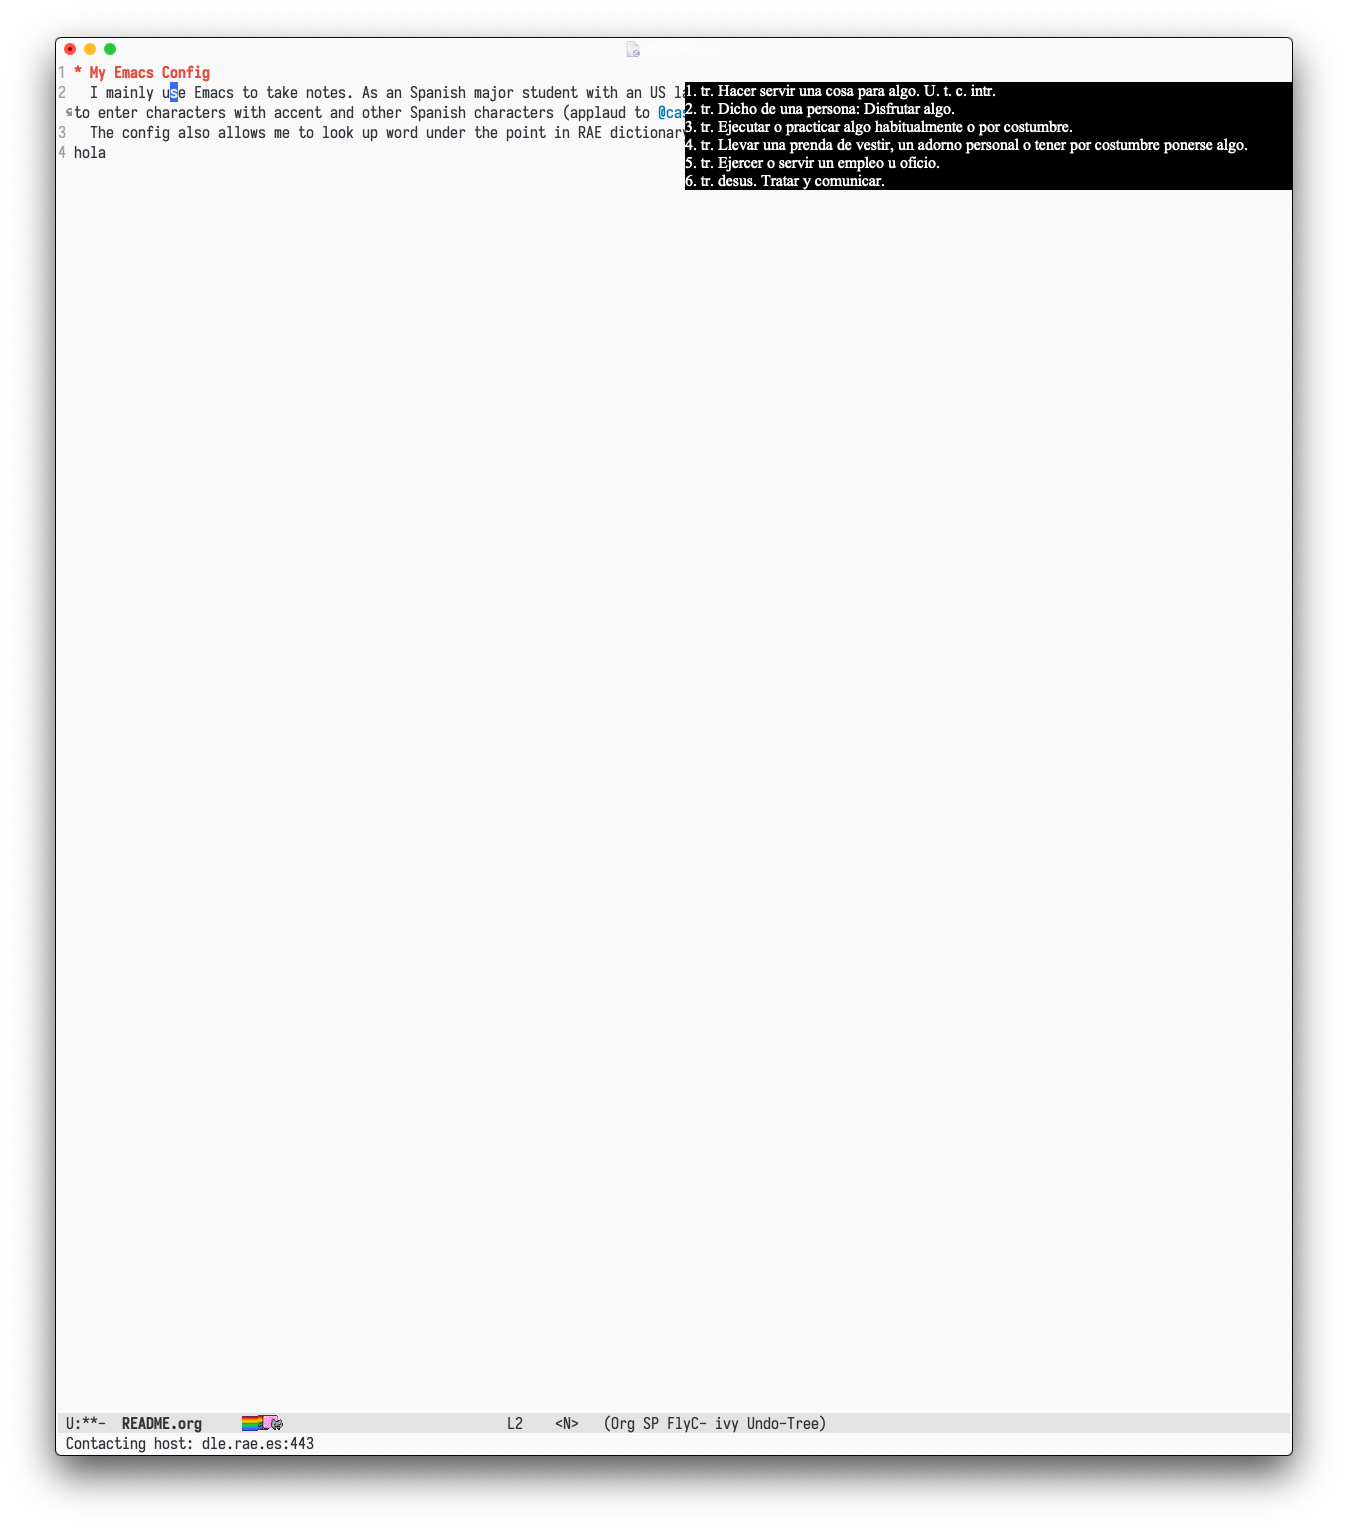 1 * My Emacs Config
2 I mainly use Emacs to take notes. As an Spanish major student with an US
to enter characters with accent and other Spanish characters (applaud to
3 The config also allows me to look up word under the point in RAE dictionary
4 hola
1. tr. Hacer servir una cosa para algo. U. t. c. intr.
2. tr. Dicho de una persona: Disfrutar algo.
3. tr. Ejecutar o practicar algo habitualmente o por costumbre.
4. tr. Llevar una prenda de vestir, un adorno personal o tener por costumbre ponerse algo.
5. tr. Ejercer o servir un empleo u oficio.
6. tr. desus. Tratar y comunicar.
U:**- README.org L2 <N> (Org SP FlyC- ivy Undo-Tree)
Contacting host: dle.rae.es:443